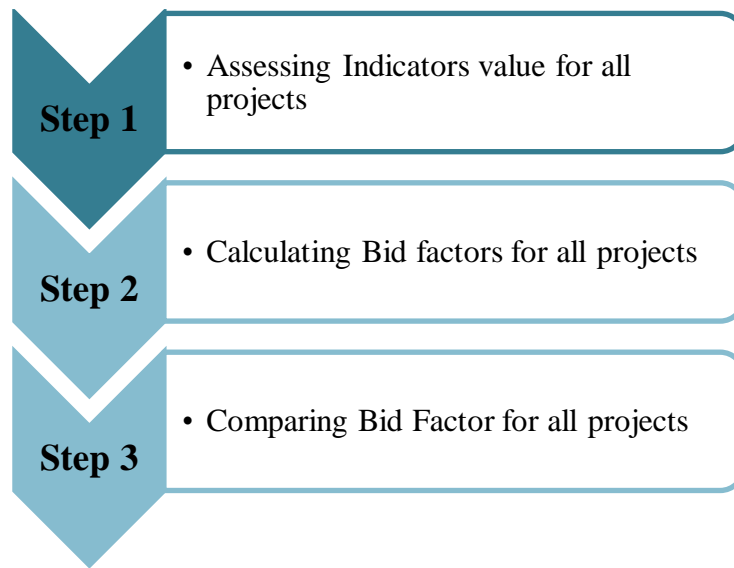 Step 1
• Assessing Indicators value for all
projects
Step 2
• Calculating Bid factors for all projects
Step 3
• Comparing Bid Factor for all projects